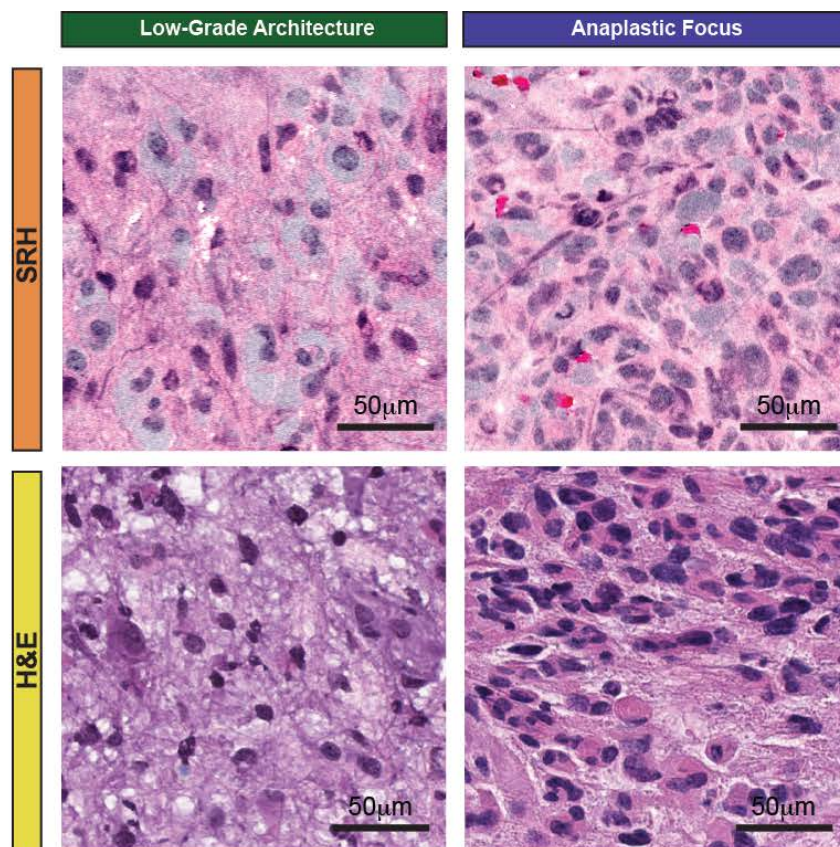 Low-Grade Architecture
Anaplastic Focus
SRH
50μm
50μm
H&E
50μm
50μm